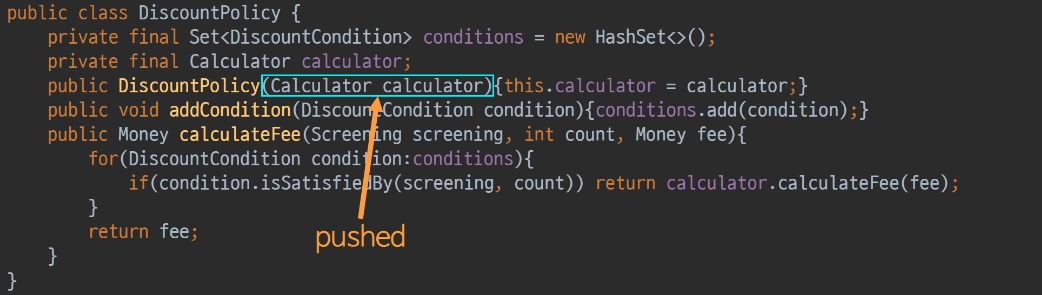 public class DiscountPolicy {
    private final Set<DiscountCondition> conditions = new HashSet<>();
    private final Calculator calculator;
    public DiscountPolicy(Calculator calculator){this.calculator = calculator;}
    public void addCondition(DiscountCondition condition){conditions.add(condition);}
    public Money calculateFee(Screening screening, int count, Money fee){
        for(DiscountCondition condition:conditions){
            if(condition.isSatisfiedBy(screening, count)) return calculator.calculateFee(fee);
        }
        return fee;
pushed
    }
}